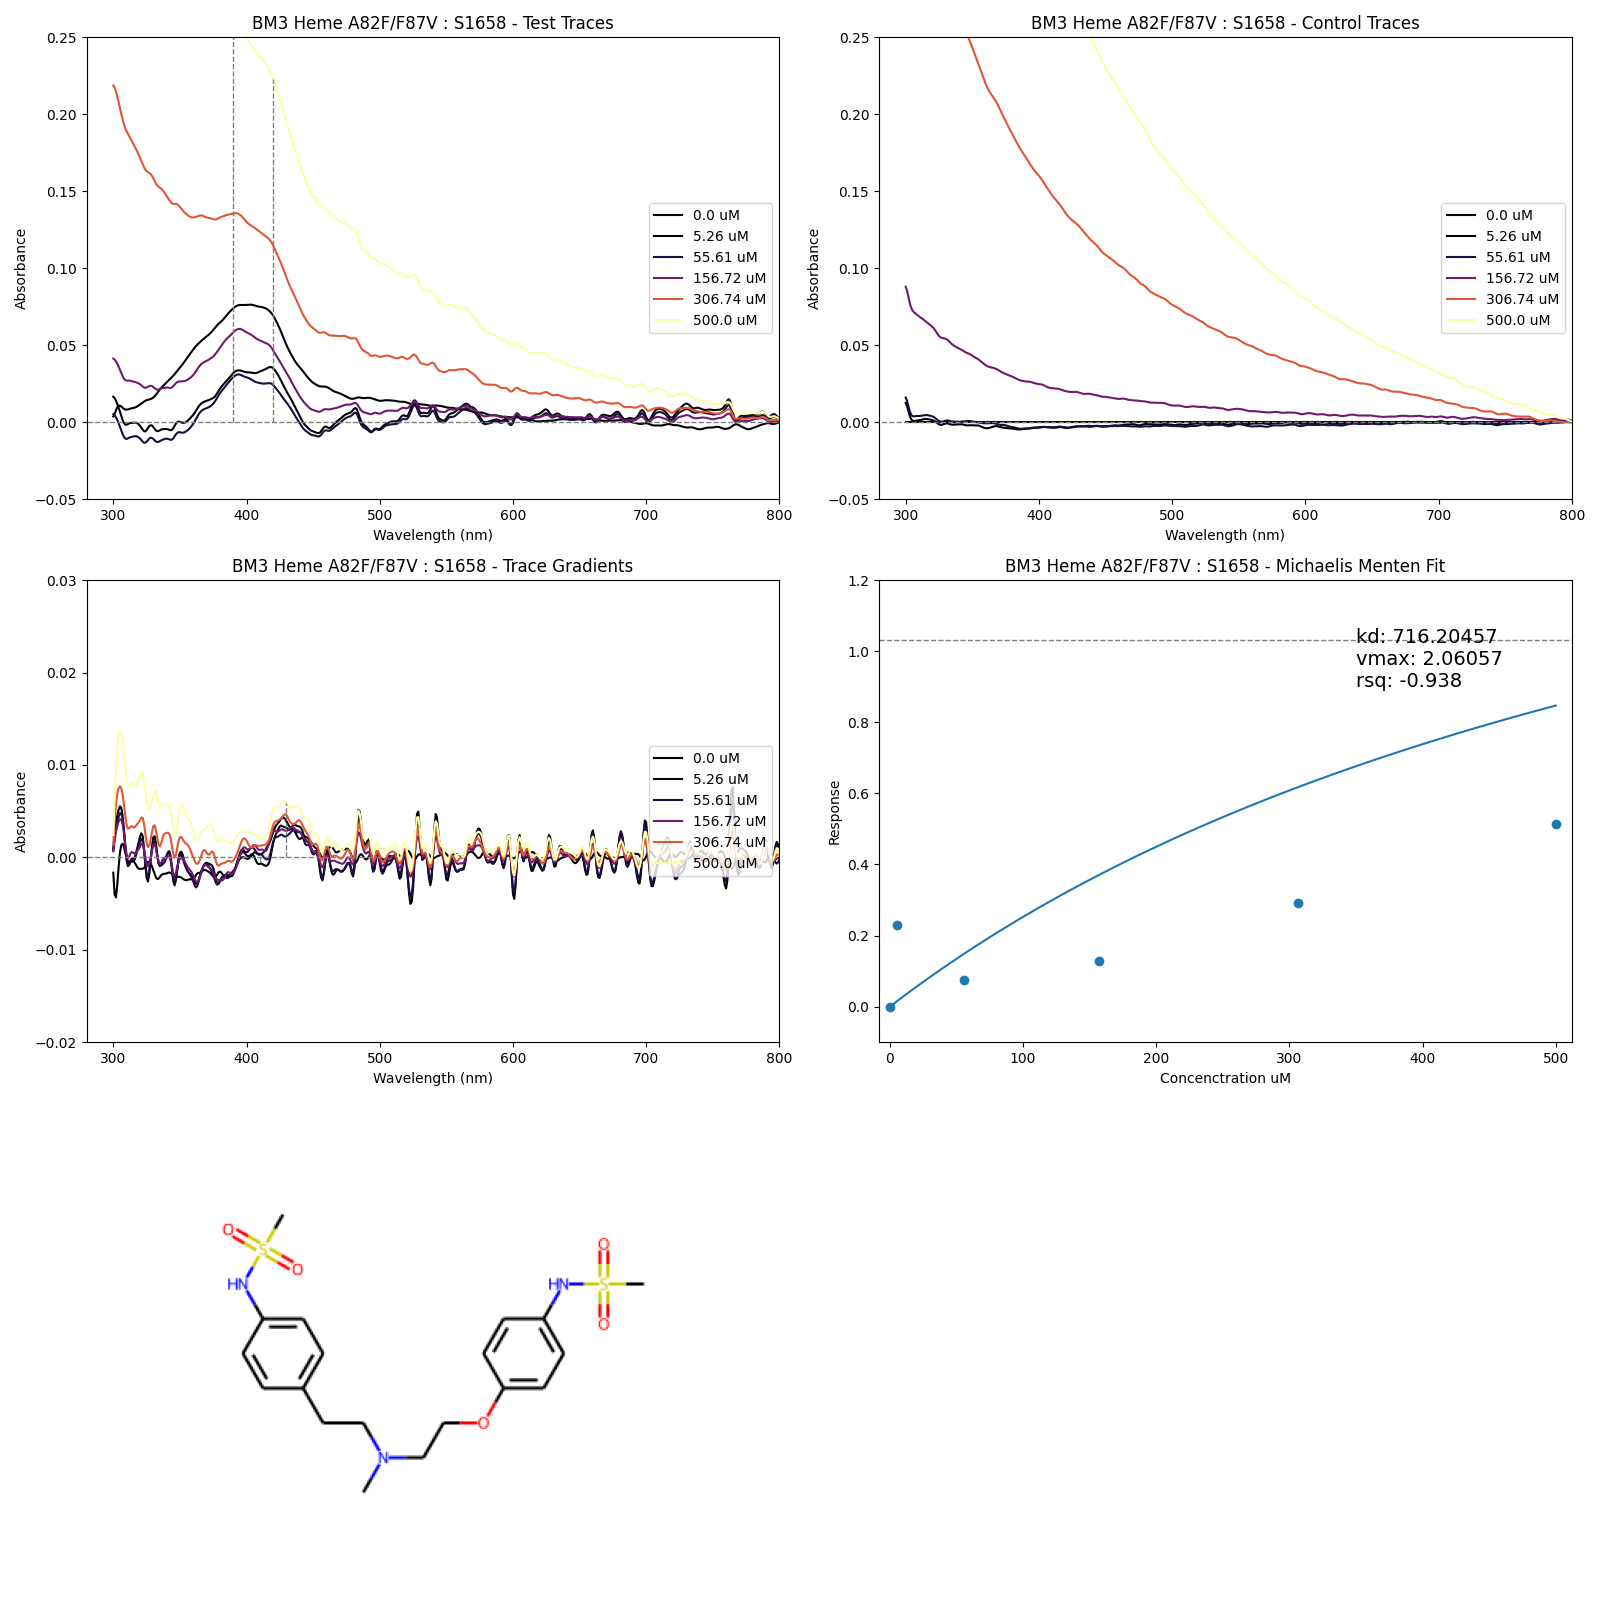 BM3 Heme A82F/F87V : S1658 - Test Traces
Absorbance
0.25
0.20
0.15
0.10
0.05
0.00
−0.05
300 400 500 600 700 800
Wavelength (nm)
0.0 uM
5.26 uM
55.61 uM
156.72 uM
306.74 uM
500.0 uM
BM3 Heme A82F/F87V : S1658 - Control Traces
Absorbance
0.25
0.20
0.15
0.10
0.05
0.00
−0.05
300 400 500 600 700 800
Wavelength (nm)
0.0 uM
5.26 uM
55.61 uM
156.72 uM
306.74 uM
500.0 uM
BM3 Heme A82F/F87V : S1658 - Trace Gradients
Absorbance
0.03
0.02
0.01
0.00
−0.01
−0.02
300 400 500 600 700 800
Wavelength (nm)
0.0 uM
5.26 uM
55.61 uM
156.72 uM
306.74 uM
500.0 uM
BM3 Heme A82F/F87V : S1658 - Michaelis Menten Fit
Response
1.2
1.0
0.8
0.6
0.4
0.2
0.0
0 100 200 300 400 500
Concenctration uM
kd: 716.20457
vmax: 2.06057
rsq: -0.938
O
S
O
HN
O
HN
S
O
O
N